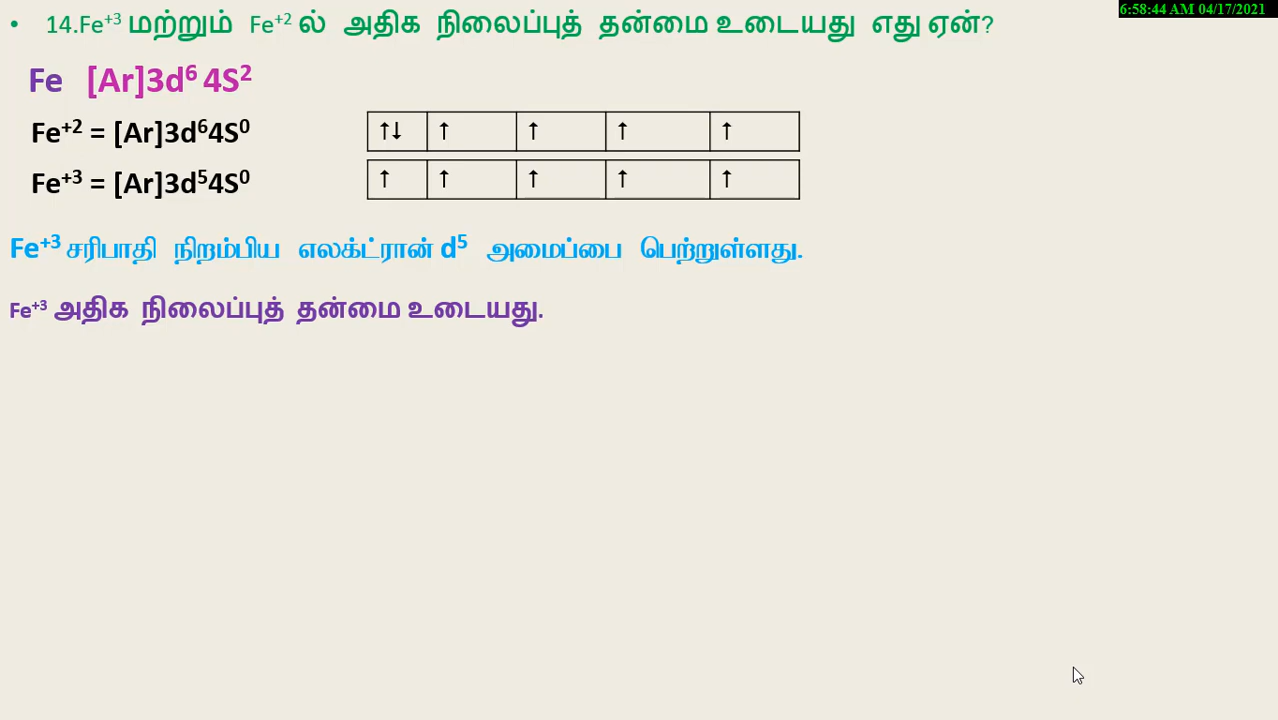 6:58:44 AM 04/17/2021
• 14.Fe⁺³ மற்றும் Fe⁺² ல் அதிக நிலைப்புத் தன்மை உடையது எது ஏன்?
Fe [Ar]3d⁶ 4S²
Fe⁺² = [Ar]3d⁶4S⁰ ↑↓ ↑ ↑ ↑ ↑
Fe⁺³ = [Ar]3d⁵4S⁰ ↑ ↑ ↑ ↑ ↑
Fe⁺³ சரிபாதி நிறம்பிய எலக்ட்ரான் d⁵ அமைப்பை பெற்றுள்ளது.
Fe⁺³ அதிக நிலைப்புத் தன்மை உடையது.